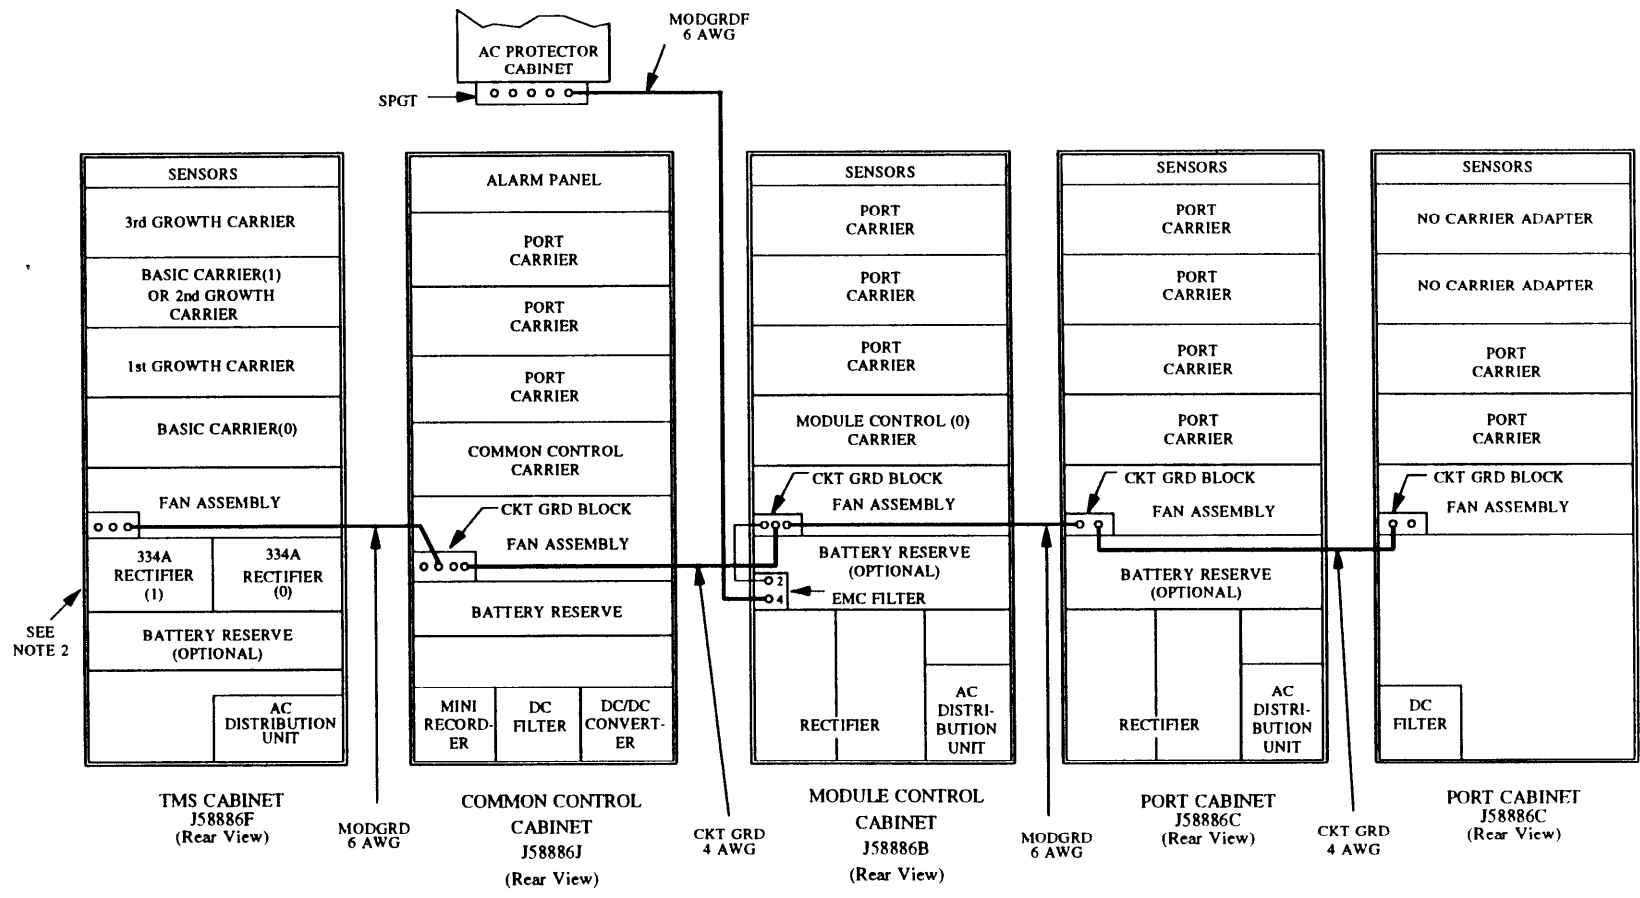 MODGRDF
6 AWG
AC PROTECTOR
CABINET
SPGT
SENSORS
3rd GROWTH CARRIER
BASIC CARRIER(1)
OR 2nd GROWTH
CARRIER
1st GROWTH CARRIER
BASIC CARRIER(0)
FAN ASSEMBLY
334A
RECTIFIER
(1)
334A
RECTIFIER
(0)
BATTERY RESERVE
(OPTIONAL)
AC
DISTRIBUTION
UNIT
SEE
NOTE 2
TMS CABINET
J58886F
(Rear View)
MODGRD
6 AWG
ALARM PANEL
PORT
CARRIER
PORT
CARRIER
PORT
CARRIER
COMMON CONTROL
CARRIER
CKT GRD BLOCK
FAN ASSEMBLY
BATTERY RESERVE
MINI
RECORD-
ER
DC
FILTER
DC/DC
CONVERT-
ER
COMMON CONTROL
CABINET
J58886J
(Rear View)
CKT GRD
4 AWG
SENSORS
PORT
CARRIER
PORT
CARRIER
PORT
CARRIER
MODULE CONTROL (0)
CARRIER
CKT GRD BLOCK
FAN ASSEMBLY
BATTERY RESERVE
(OPTIONAL)
2
4
EMC FILTER
RECTIFIER
AC
DISTRI-
BUTION
UNIT
MODULE CONTROL
CABINET
J58886B
(Rear View)
MODGRD
6 AWG
SENSORS
PORT
CARRIER
PORT
CARRIER
PORT
CARRIER
PORT
CARRIER
CKT GRD BLOCK
FAN ASSEMBLY
BATTERY RESERVE
(OPTIONAL)
RECTIFIER
AC
DISTRI-
BUTION
UNIT
PORT CABINET
J58886C
(Rear View)
CKT GRD
4 AWG
SENSORS
NO CARRIER ADAPTER
NO CARRIER ADAPTER
PORT
CARRIER
PORT
CARRIER
CKT GRD BLOCK
FAN ASSEMBLY
DC
FILTER
PORT CABINET
J58886C
(Rear View)